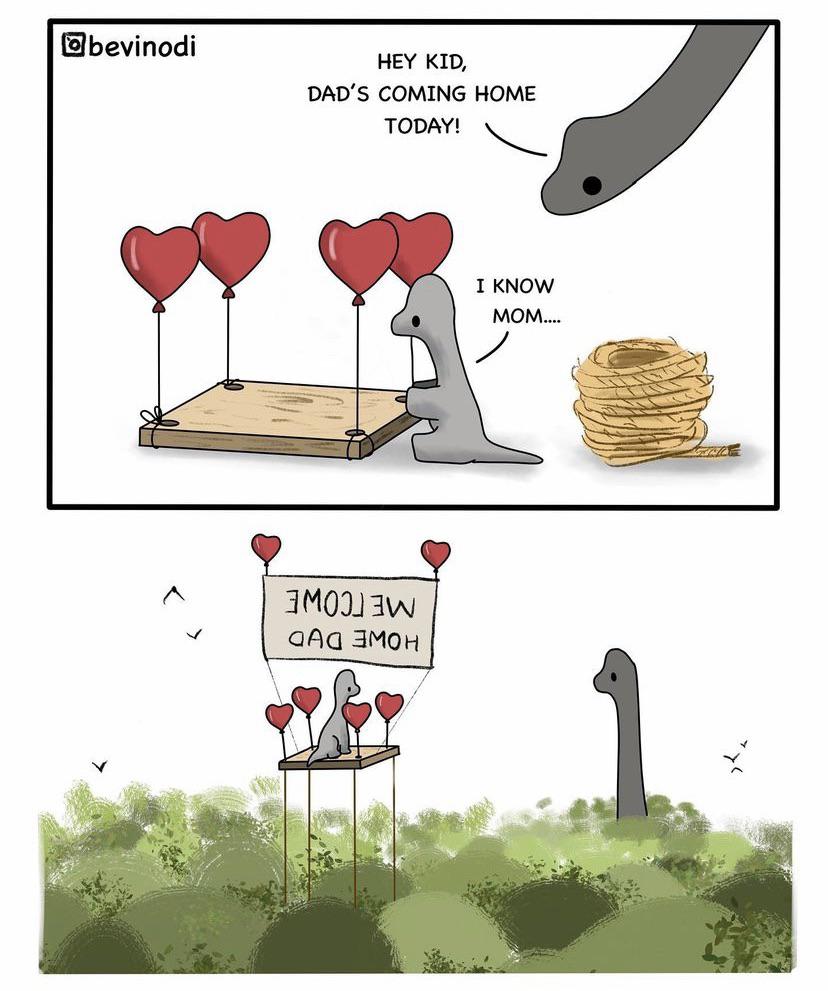 bevinodi
HEY KID,
DAD'S COMING HOME
TODAY!
I KNOW
MOM....
WELCOME
HOME DAD